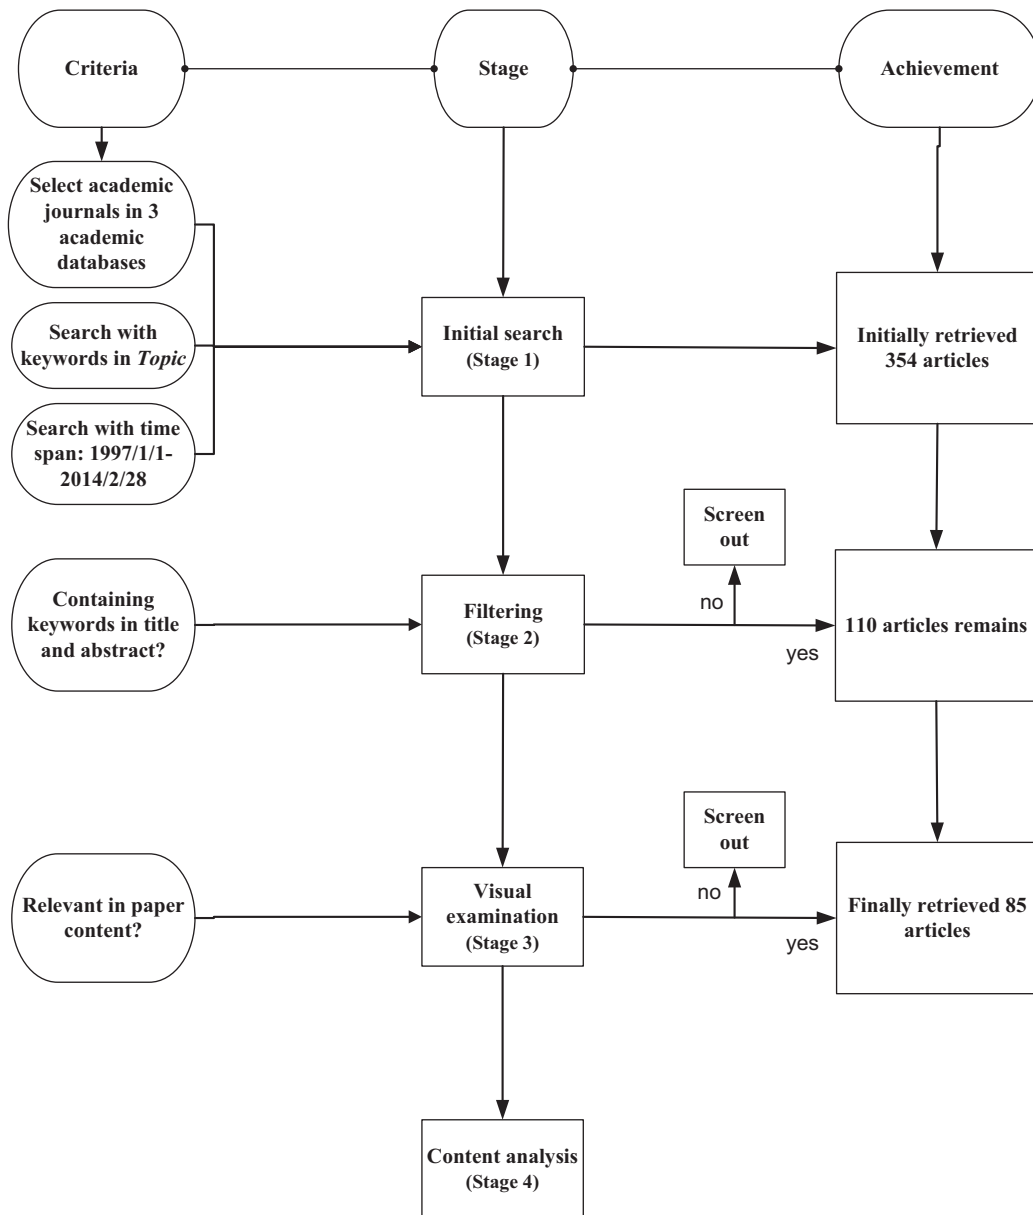 Criteria
Stage
Achievement
Select academic
journals in 3
academic
databases
Search with
keywords in Topic
Search with time
span: 1997/1/1-
2014/2/28
Initial search
(Stage 1)
Initially retrieved
354 articles
Screen
out
Containing
keywords in title
and abstract?
Filtering
(Stage 2)
no
yes
110 articles remains
Screen
out
Relevant in paper
content?
Visual
examination
(Stage 3)
no
yes
Finally retrieved 85
articles
Content analysis
(Stage 4)